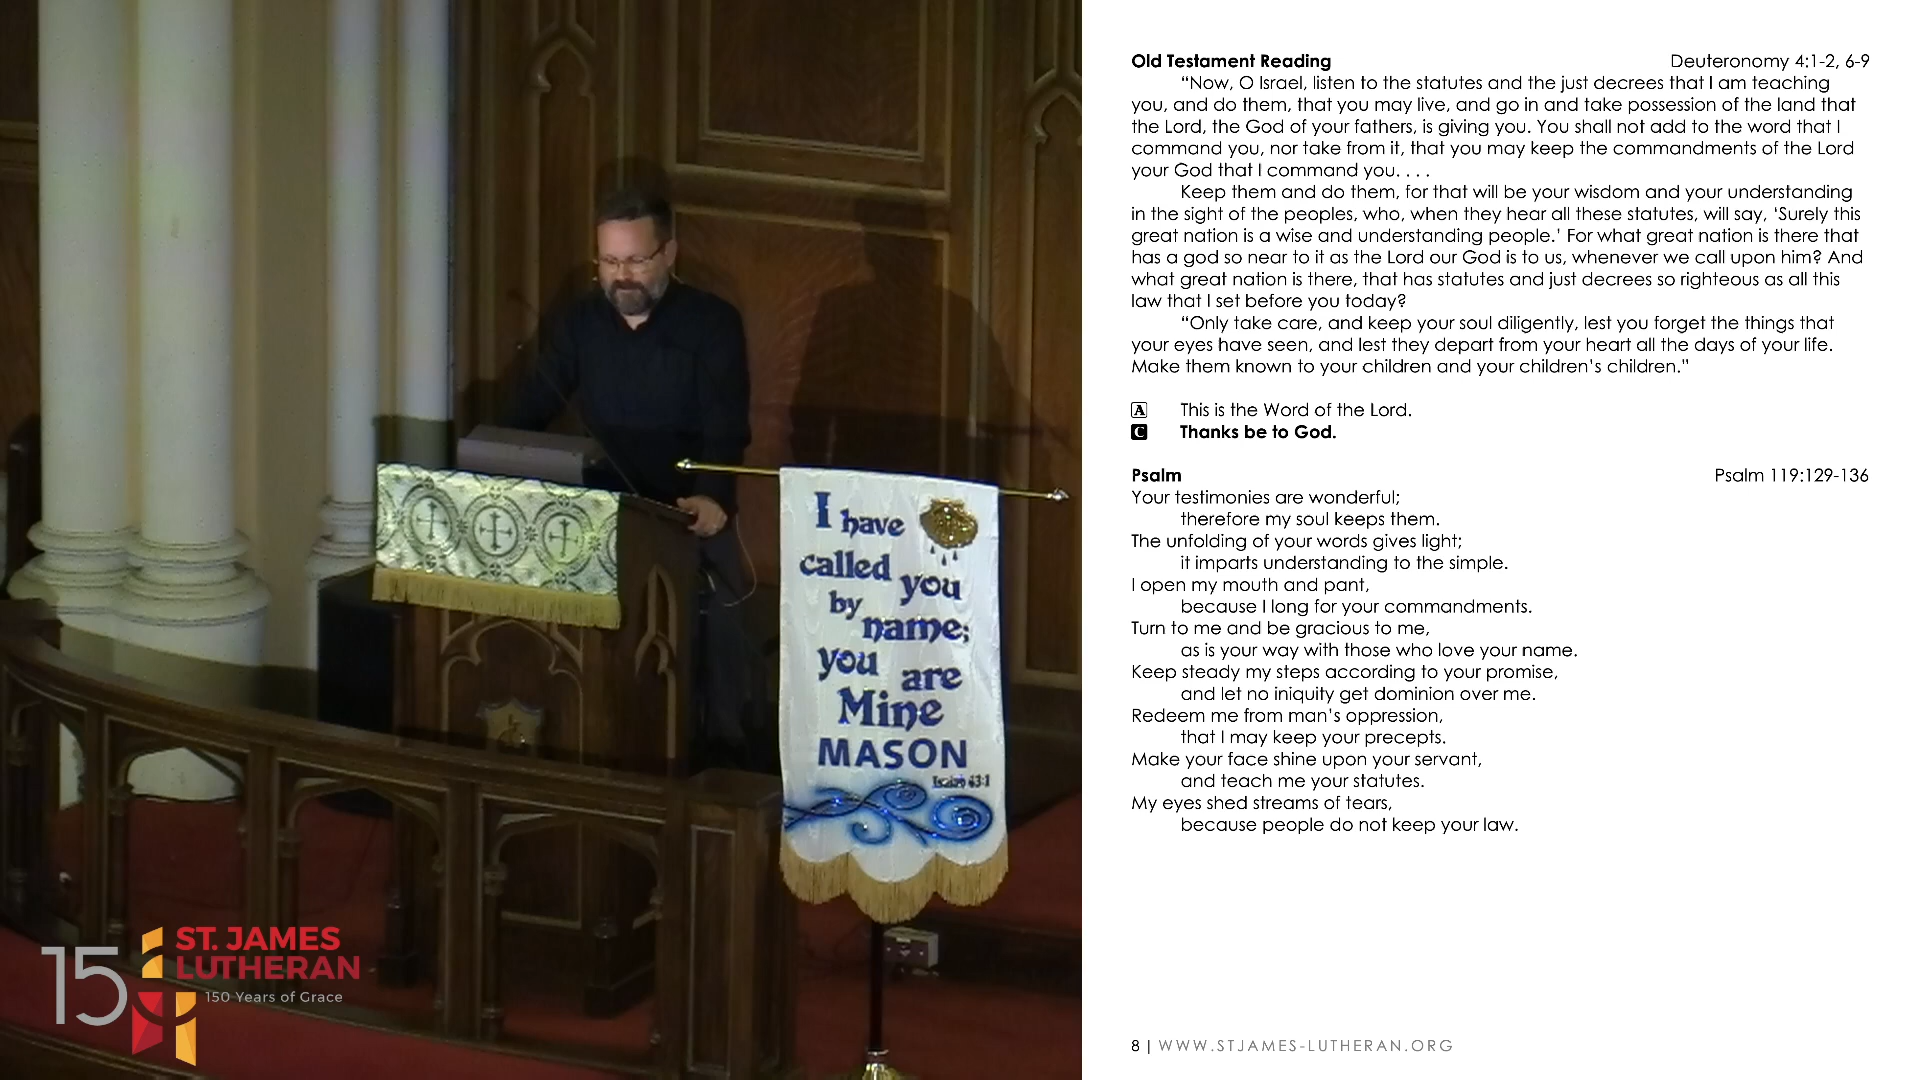 I have
called you
by name;
you are
Mine
MASON
Isaiah 43:1
150
ST. JAMES
LUTHERAN
150 Years of Grace
Old Testament Reading Deuteronomy 4:1-2, 6-9
“Now, O Israel, listen to the statutes and the just decrees that I am teaching
you, and do them, that you may live, and go in and take possession of the land that
the Lord, the God of your fathers, is giving you. You shall not add to the word that I
command you, nor take from it, that you may keep the commandments of the Lord
your God that I command you. . . .
Keep them and do them, for that will be your wisdom and your understanding
in the sight of the peoples, who, when they hear all these statutes, will say, ‘Surely this
great nation is a wise and understanding people.’ For what great nation is there that
has a god so near to it as the Lord our God is to us, whenever we call upon him? And
what great nation is there, that has statutes and just decrees so righteous as all this
law that I set before you today?
“Only take care, and keep your soul diligently, lest you forget the things that
your eyes have seen, and lest they depart from your heart all the days of your life.
Make them known to your children and your children’s children.”
A This is the Word of the Lord.
C Thanks be to God.
Psalm Psalm 119:129-136
Your testimonies are wonderful;
therefore my soul keeps them.
The unfolding of your words gives light;
it imparts understanding to the simple.
I open my mouth and pant,
because I long for your commandments.
Turn to me and be gracious to me,
as is your way with those who love your name.
Keep steady my steps according to your promise,
and let no iniquity get dominion over me.
Redeem me from man’s oppression,
that I may keep your precepts.
Make your face shine upon your servant,
and teach me your statutes.
My eyes shed streams of tears,
because people do not keep your law.
8 | WWW.STJAMES-LUTHERAN.ORG